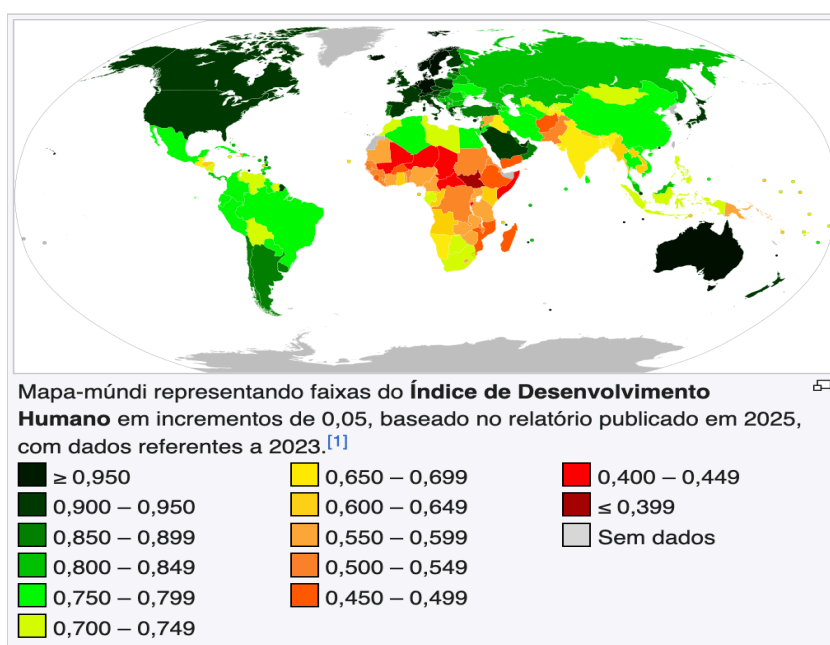 Mapa-múndi representando faixas do Índice de Desenvolvimento
Humano em incrementos de 0,05, baseado no relatório publicado em 2025,
com dados referentes a 2023.[1]
≥ 0,950
0,900 – 0,950
0,850 – 0,899
0,800 – 0,849
0,750 – 0,799
0,700 – 0,749
0,650 – 0,699
0,600 – 0,649
0,550 – 0,599
0,500 – 0,549
0,450 – 0,499
0,400 – 0,449
≤ 0,399
Sem dados